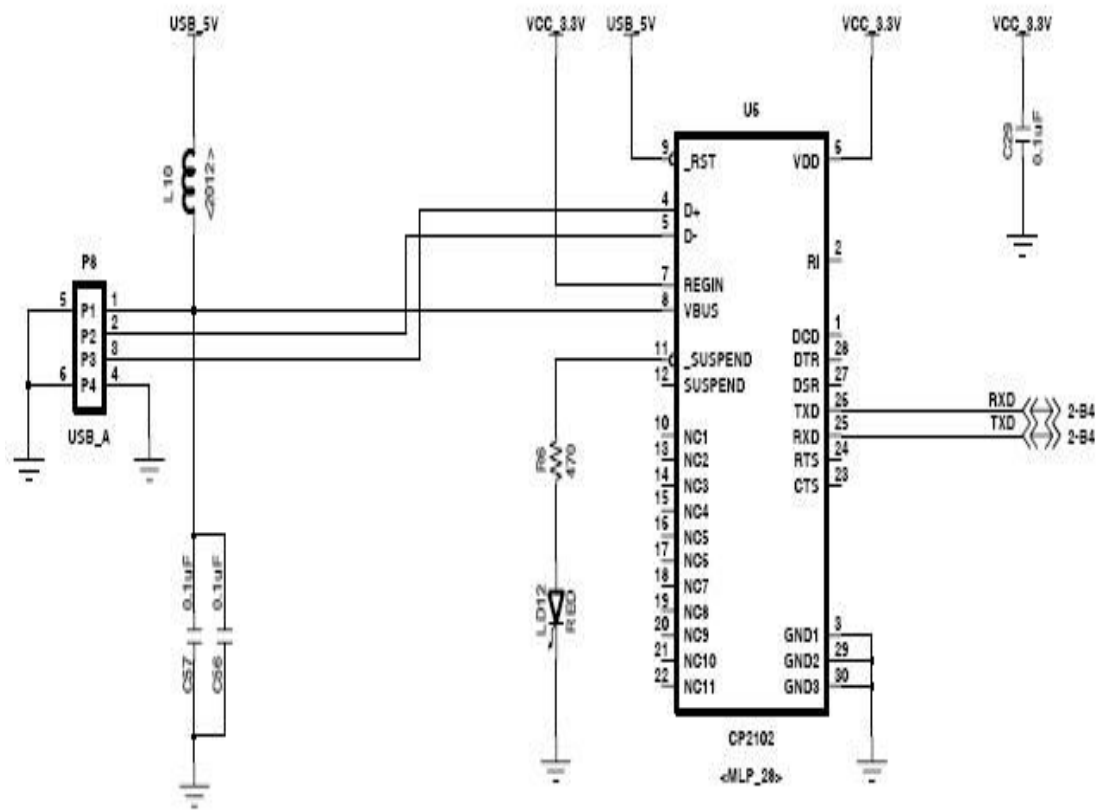 USB_5V
VCC_3.3V
USB_5V
VCC_3.3V
VCC_3.3V
L10
<2012>
P8
5 P1 1
P2 2
P3 3
6 P4 4
USB_A
0.1uF
0.1uF
C57
C56
R6
470
LD12
RED
U6
9 _RST
4 D+
5 D-
7 REGIN
8 VBUS
11 _SUSPEND
12 SUSPEND
10 NC1
13 NC2
14 NC3
15 NC4
16 NC5
17 NC6
18 NC7
19 NC8
20 NC9
21 NC10
22 NC11
VDD 6
RI 2
DCD 1
DTR 28
DSR 27
TXD 26
RXD 25
RTS 24
CTS 23
GND1 3
GND2 29
GND3 30
CP2102
<MLP_28>
RXD 2-B4
TXD 2-B4
C29
0.1uF